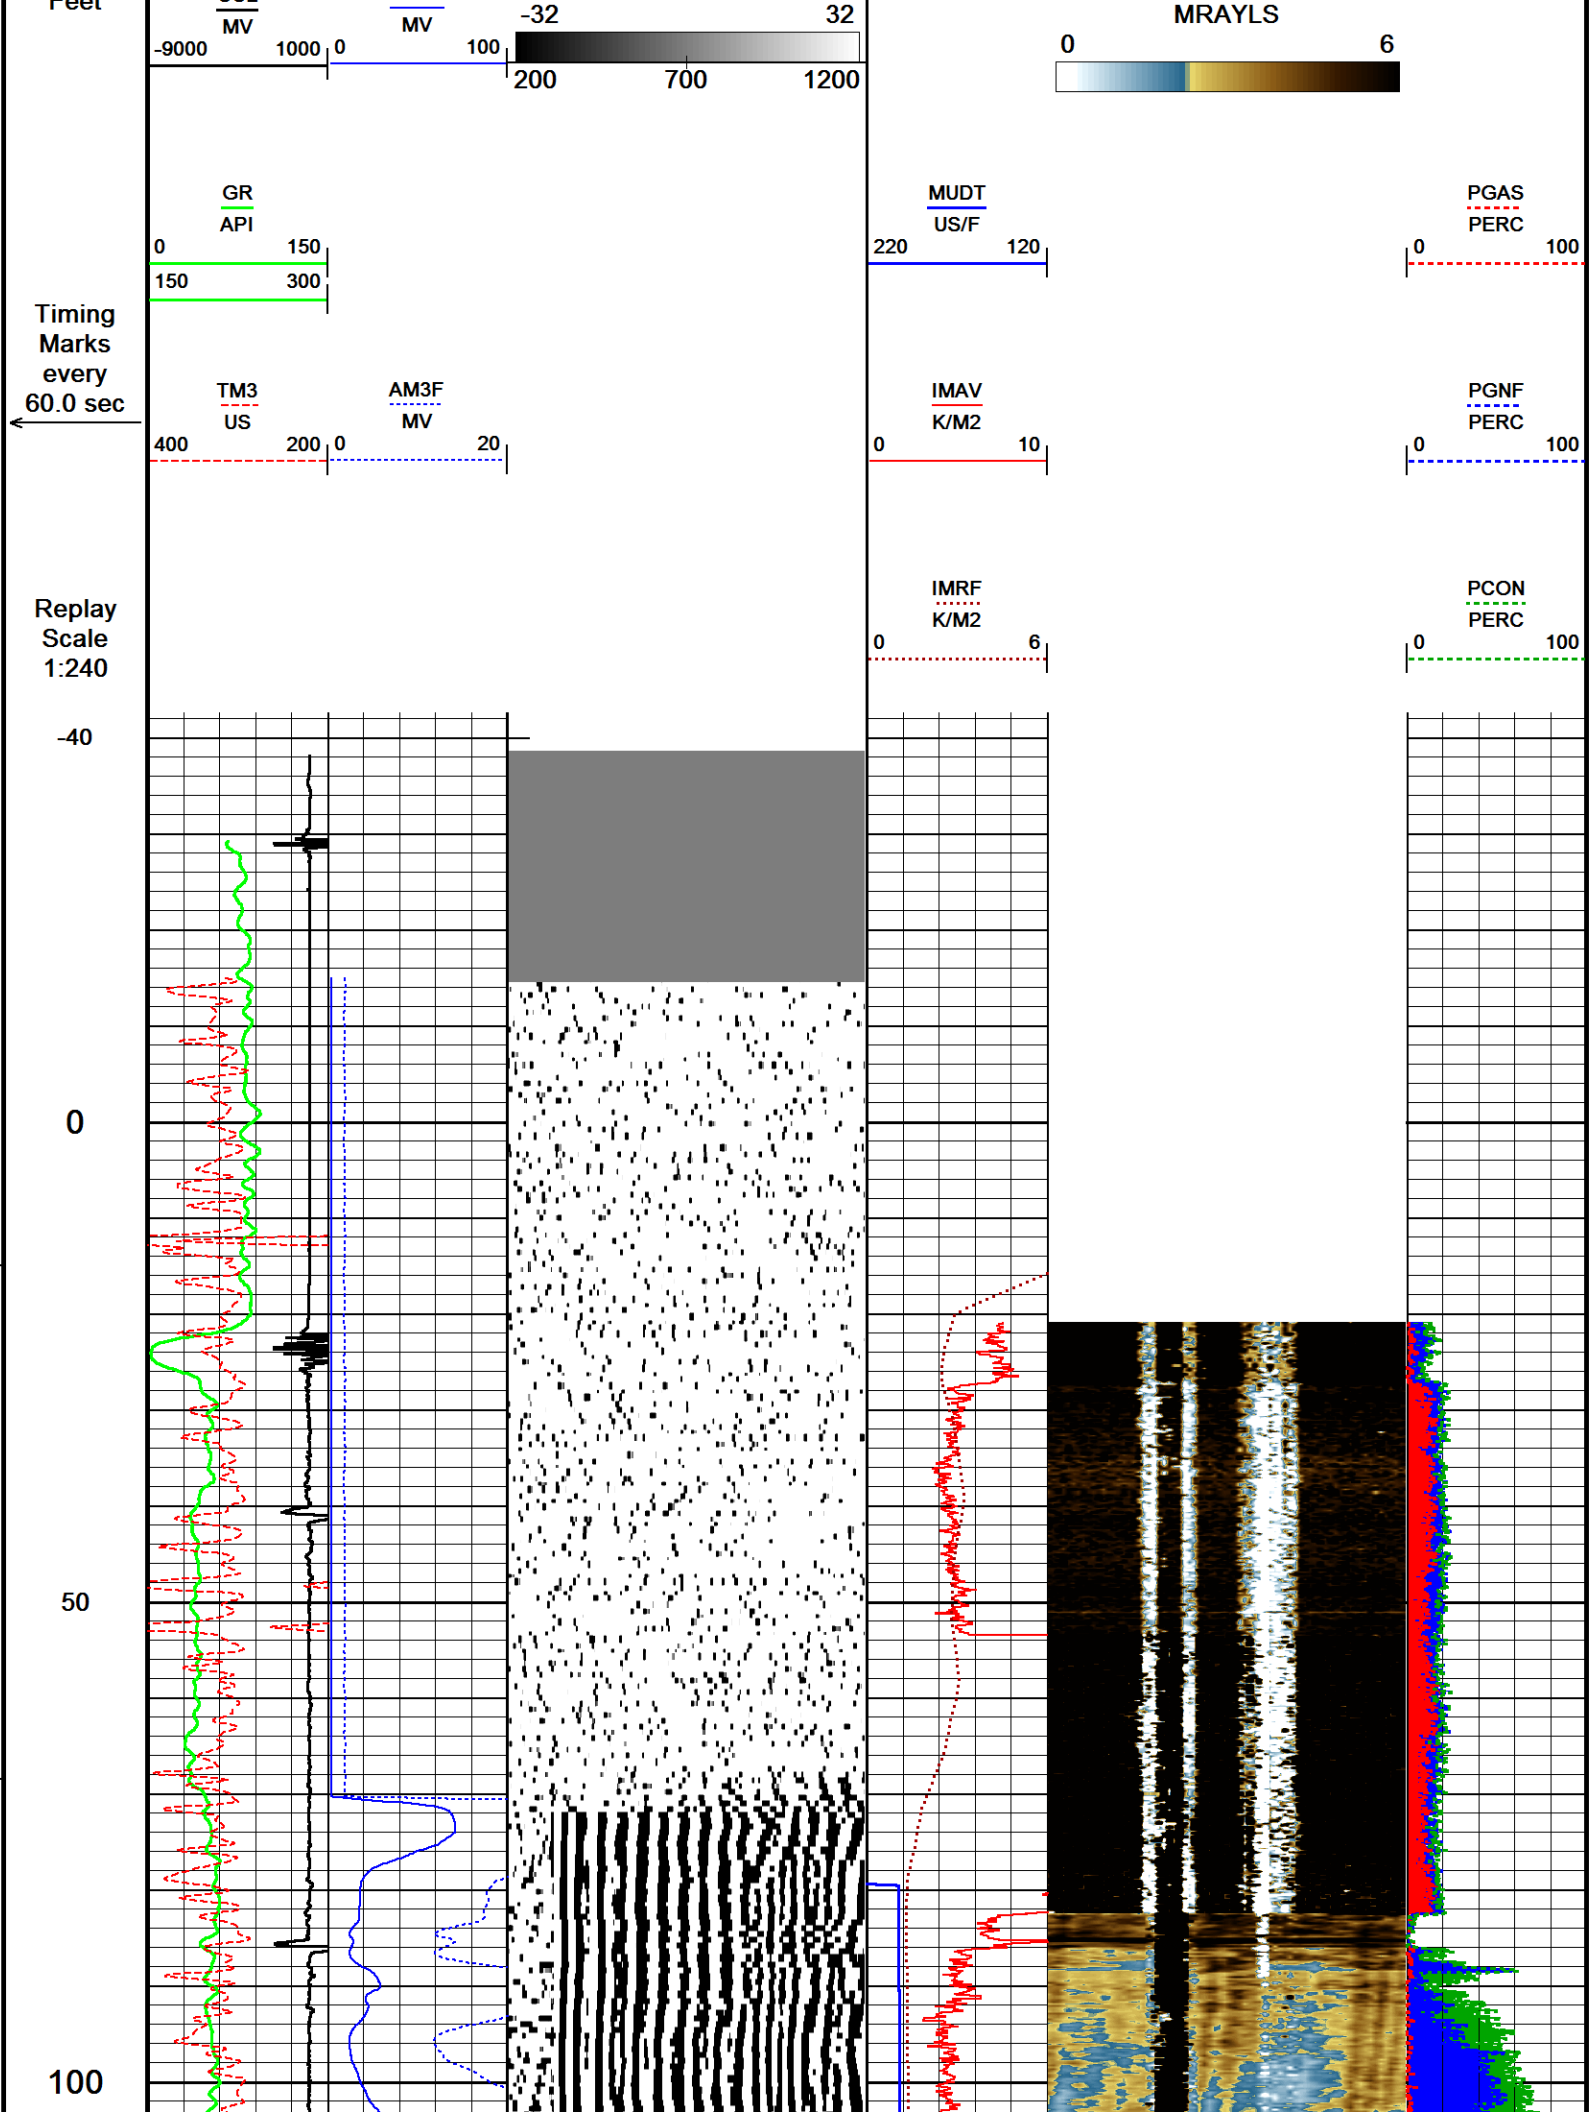 Feet
MV
-9000 1000
MV
0 100
-32 32
200 700 1200
MRAYLS
0 6
GR
API
0 150
150 300
MUDT
US/F
220 120
PGAS
PERC
0 100
Timing
Marks
every
60.0 sec
TM3
US
400 200
AM3F
MV
0 20
IMAV
K/M2
0 10
PGNF
PERC
0 100
Replay
Scale
1:240
IMRF
K/M2
0 6
PCON
PERC
0 100
-40
0
50
100